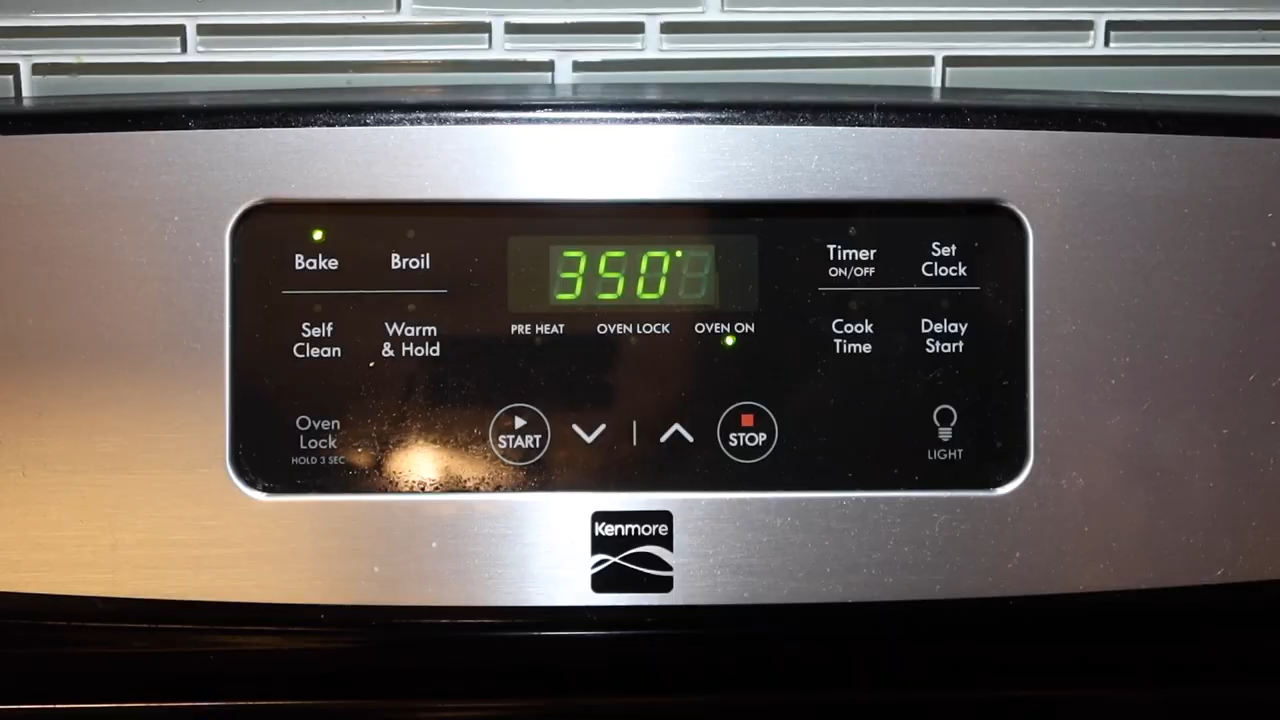 Bake
Broil
350°
Timer
ON/OFF
Set
Clock
PRE HEAT
OVEN LOCK
OVEN ON
Self
Clean
Warm
& Hold
Cook
Time
Delay
Start
Oven
Lock
HOLD 3 SEC
START
STOP
LIGHT
Kenmore